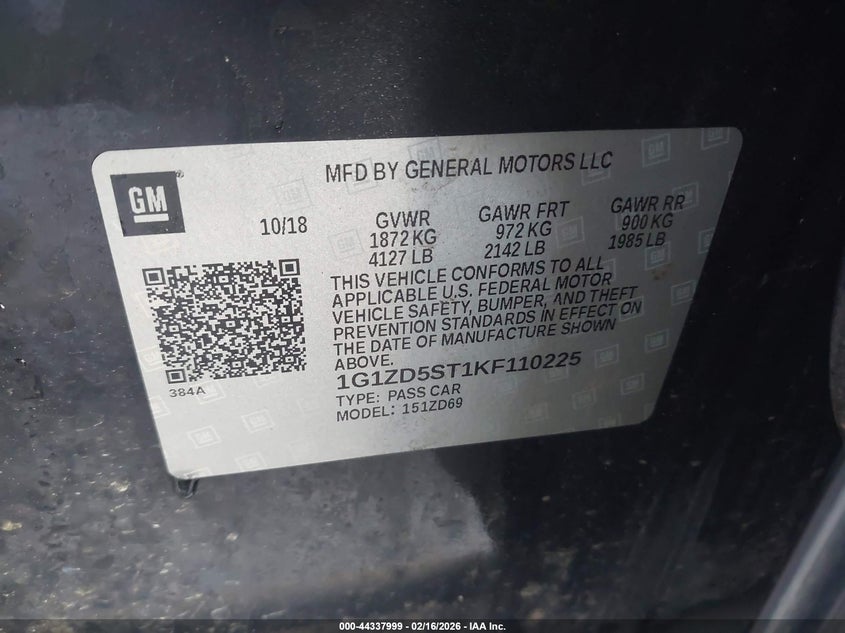 MFD BY GENERAL MOTORS LLC
GM
10/18
GVWR
1872 KG
4127 LB
GAWR FRT
972 KG
2142 LB
GAWR RR
900 KG
1985 LB
THIS VEHICLE CONFORMS TO ALL
APPLICABLE U.S. FEDERAL MOTOR
VEHICLE SAFETY, BUMPER, AND THEFT
PREVENTION STANDARDS IN EFFECT ON
THE DATE OF MANUFACTURE SHOWN
ABOVE.
384A
1G1ZD5ST1KF110225
TYPE: PASS CAR
MODEL: 151ZD69
000-44337999 - 02/16/2026 - IAA Inc.